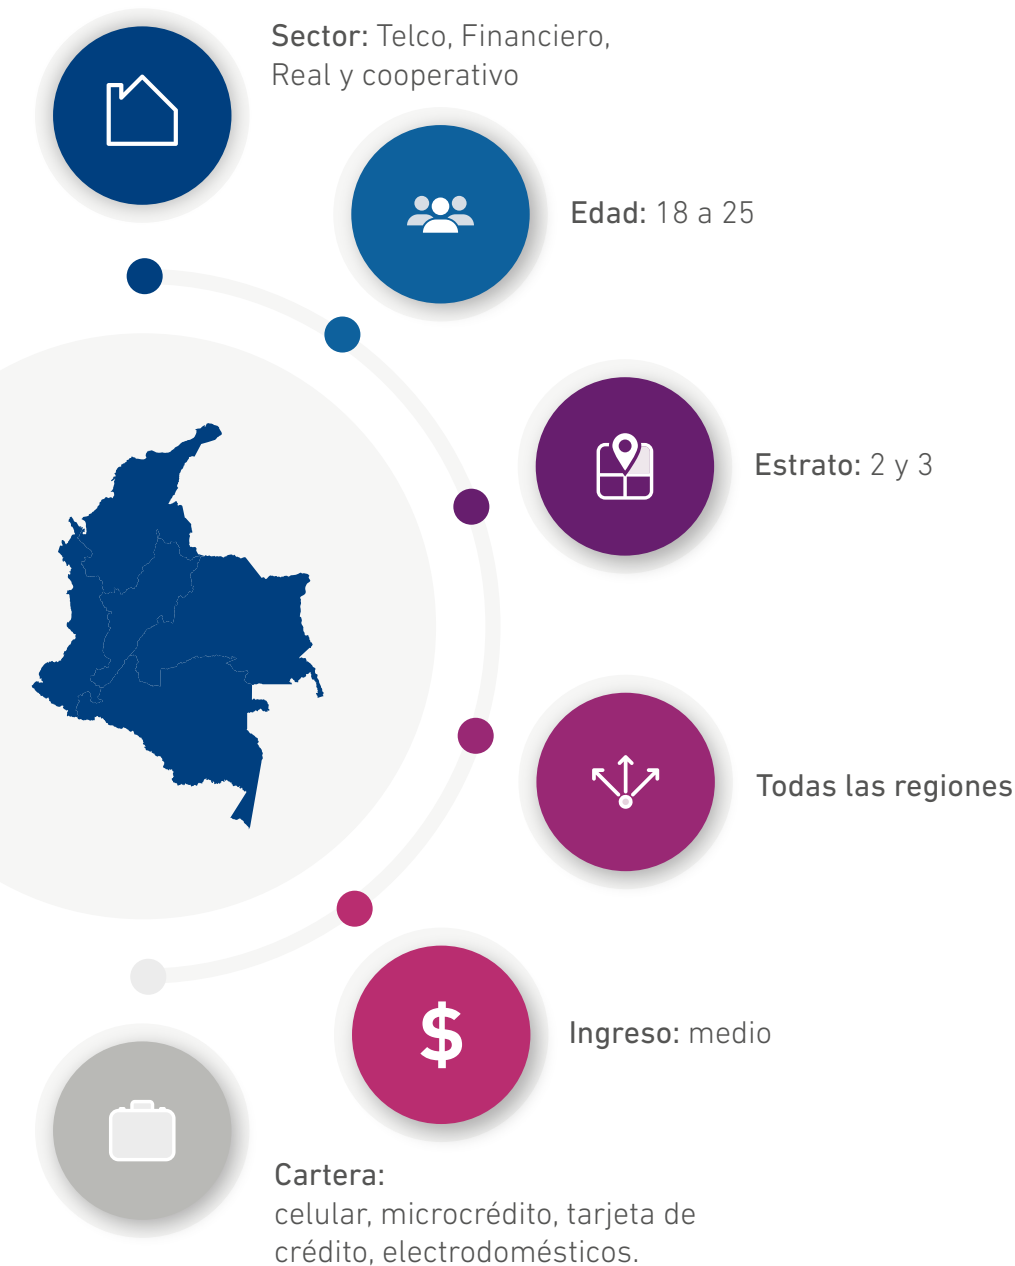 Sector: Telco, Financiero,
Real y cooperativo
Edad: 18 a 25
Estrato: 2 y 3
Todas las regiones
$
Ingreso: medio
Cartera:
celular, microcrédito, tarjeta de
crédito, electrodomésticos.